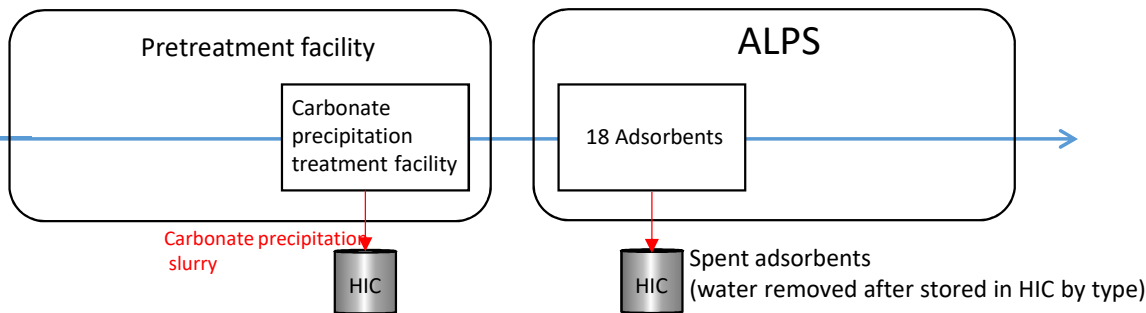 Pretreatment facility
ALPS
Carbonate
precipitation
treatment facility
18 Adsorbents
Carbonate precipitation
slurry
HIC
HIC
Spent adsorbents
(water removed after stored in HIC by type)